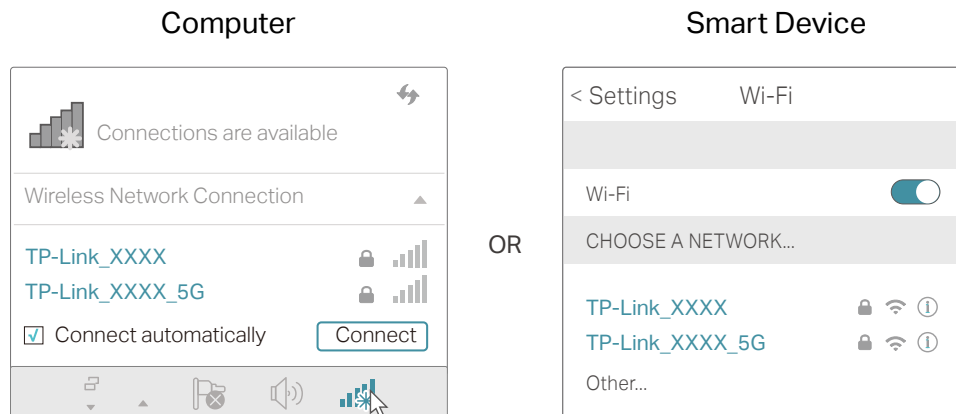 Computer
Connections are available
Wireless Network Connection
TP-Link_XXXX
TP-Link_XXXX_5G
Connect automatically
Connect
OR
Smart Device
< Settings
Wi-Fi
Wi-Fi
CHOOSE A NETWORK...
TP-Link_XXXX
TP-Link_XXXX_5G
Other...